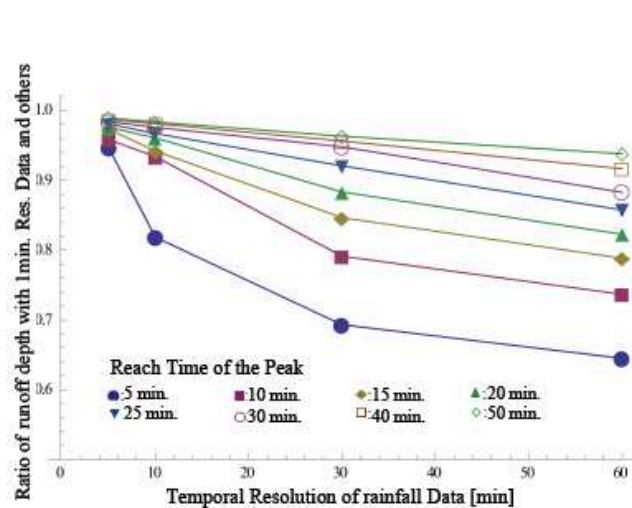 Ratio of runoff depth with 1min. Res. Data and others
1.0
0.9
0.8
0.7
0.6
Reach Time of the Peak
:5 min. :10 min. :15 min. :20 min.
:25 min. :30 min. :40 min. :50 min.
0 10 20 30 40 50 60
Temporal Resolution of rainfall Data [min]